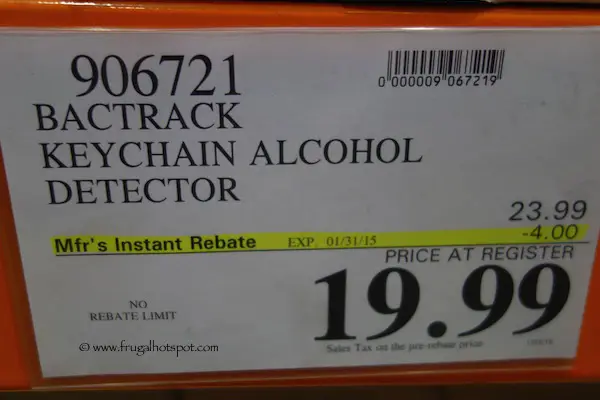 906721
0 000009 067219
BACTRACK
KEYCHAIN ALCOHOL
DETECTOR
23.99
Mfr's Instant Rebate EXP. 01/31/15 -4.00
PRICE AT REGISTER
19.99
NO
REBATE LIMIT
Sales Tax on the pre-rebate price
© www.frugalhotspot.com